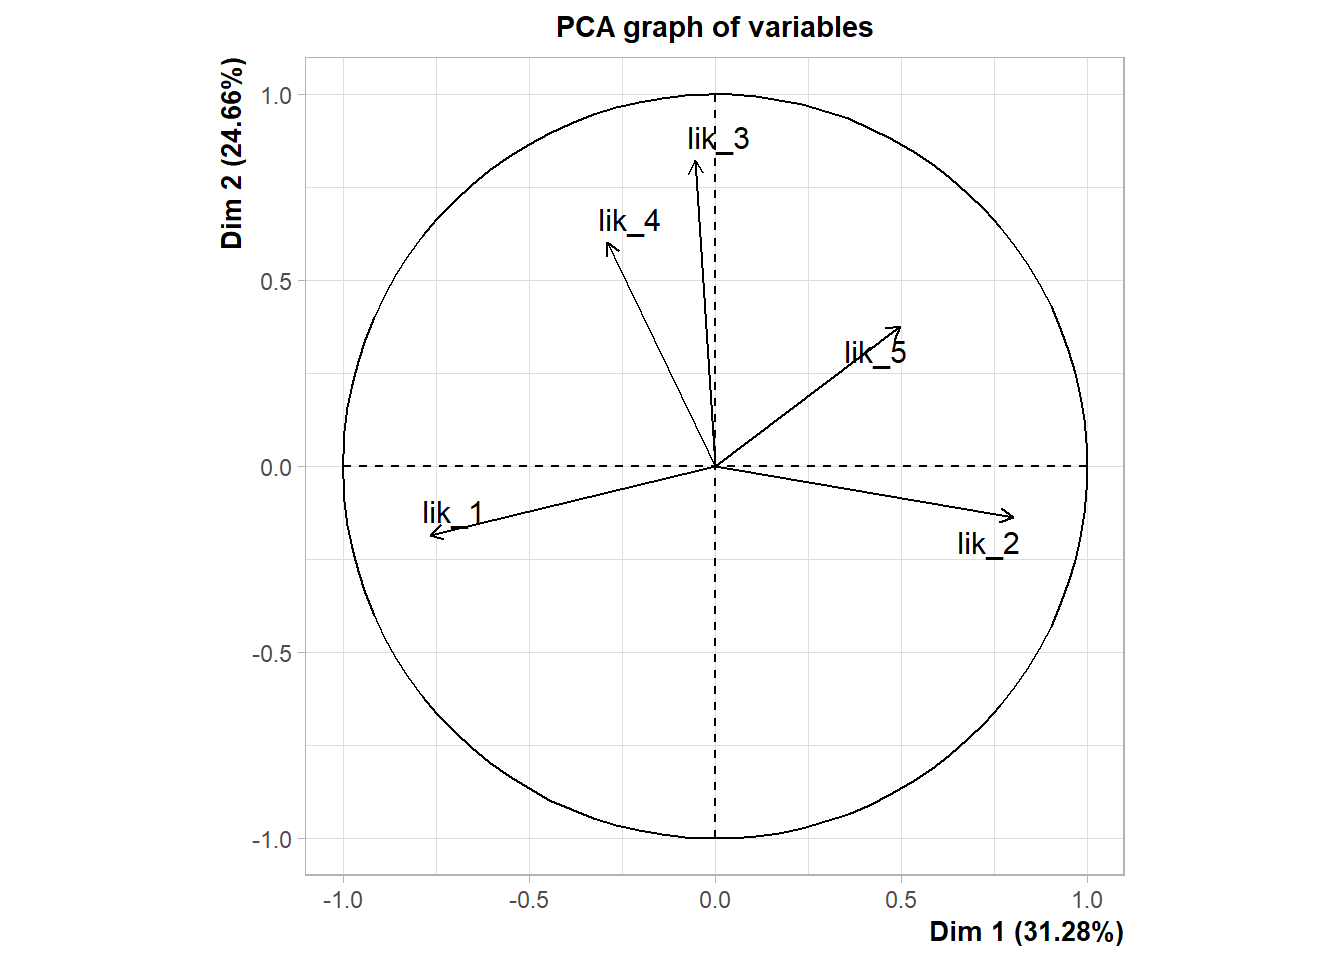 PCA graph of variables
Dim 2 (24.66%)
1.0
0.5
0.0
-0.5
-1.0
lik_3
lik_4
lik_5
lik_1
lik_2
-1.0
-0.5
0.0
0.5
1.0
Dim 1 (31.28%)